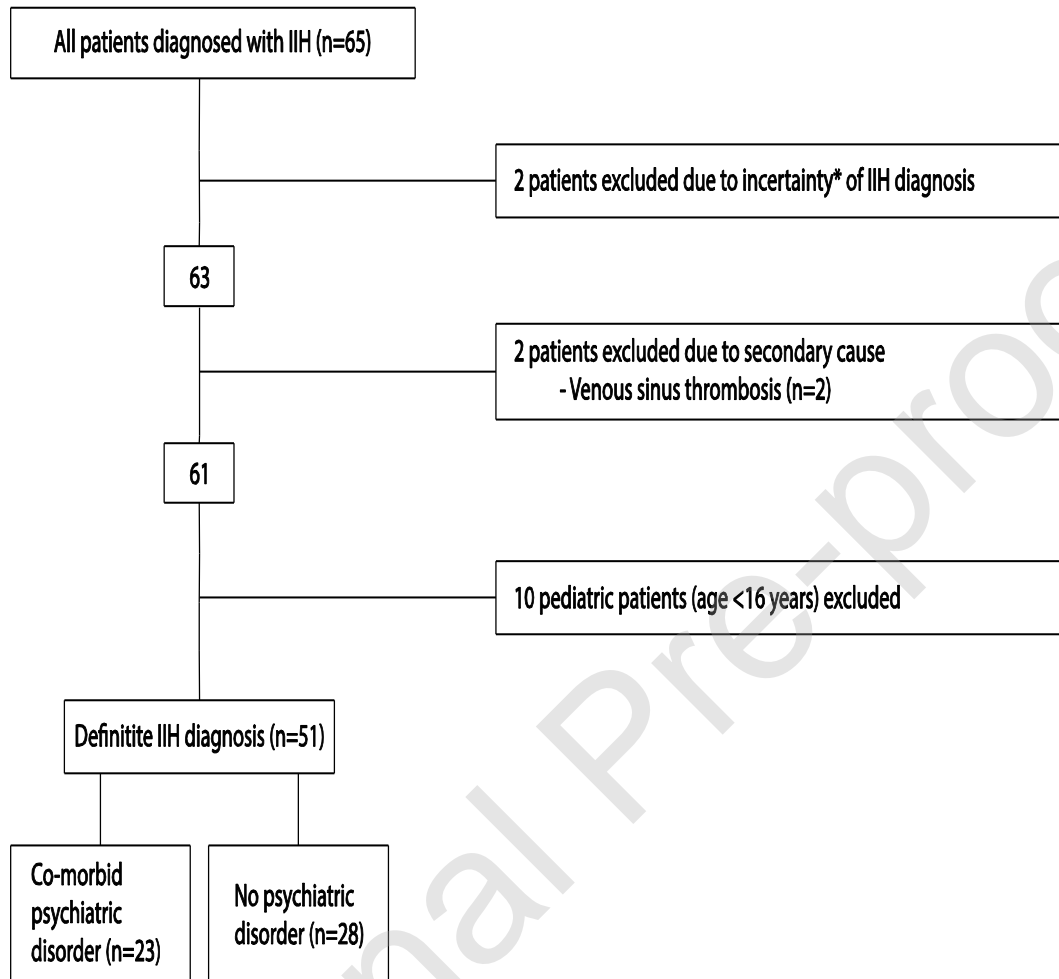 All patients diagnosed with IIH (n=65)
2 patients excluded due to incertainty* of IIH diagnosis
63
2 patients excluded due to secondary cause
- Venous sinus thrombosis (n=2)
61
10 pediatric patients (age <16 years) excluded
Definitite IIH diagnosis (n=51)
Co-morbid
psychiatric
disorder (n=23)
No psychiatric
disorder (n=28)
nal Pre-proo